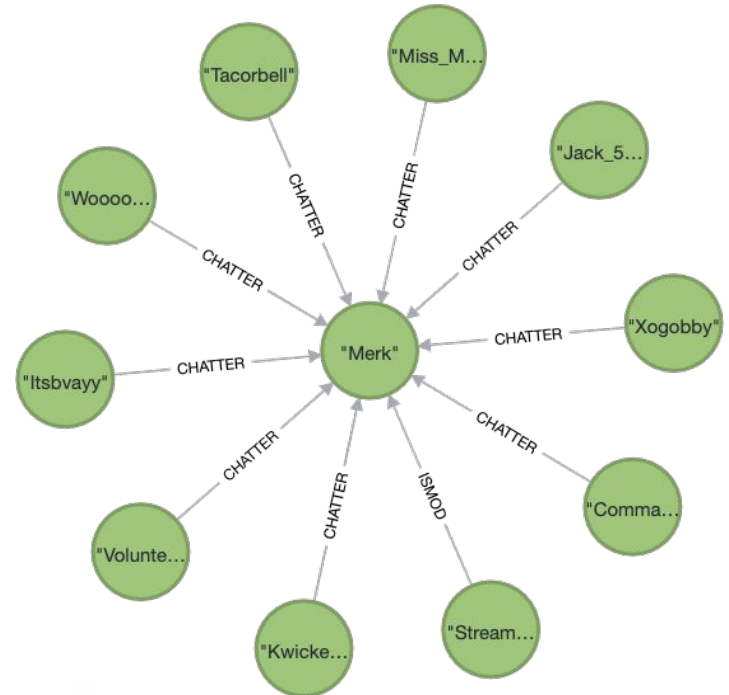 "Miss_M...
"Tacorbell"
"Jack_5...
CHATTER
CHATTER
"Woooo...
CHATTER
CHATTER
"Xogobby"
CHATTER
"Merk"
"Itsbvayy"
CHATTER
CHATTER
CHATTER
ISMOD
CHATTER
"Comma...
"Volunte...
"Stream...
"Kwicke...